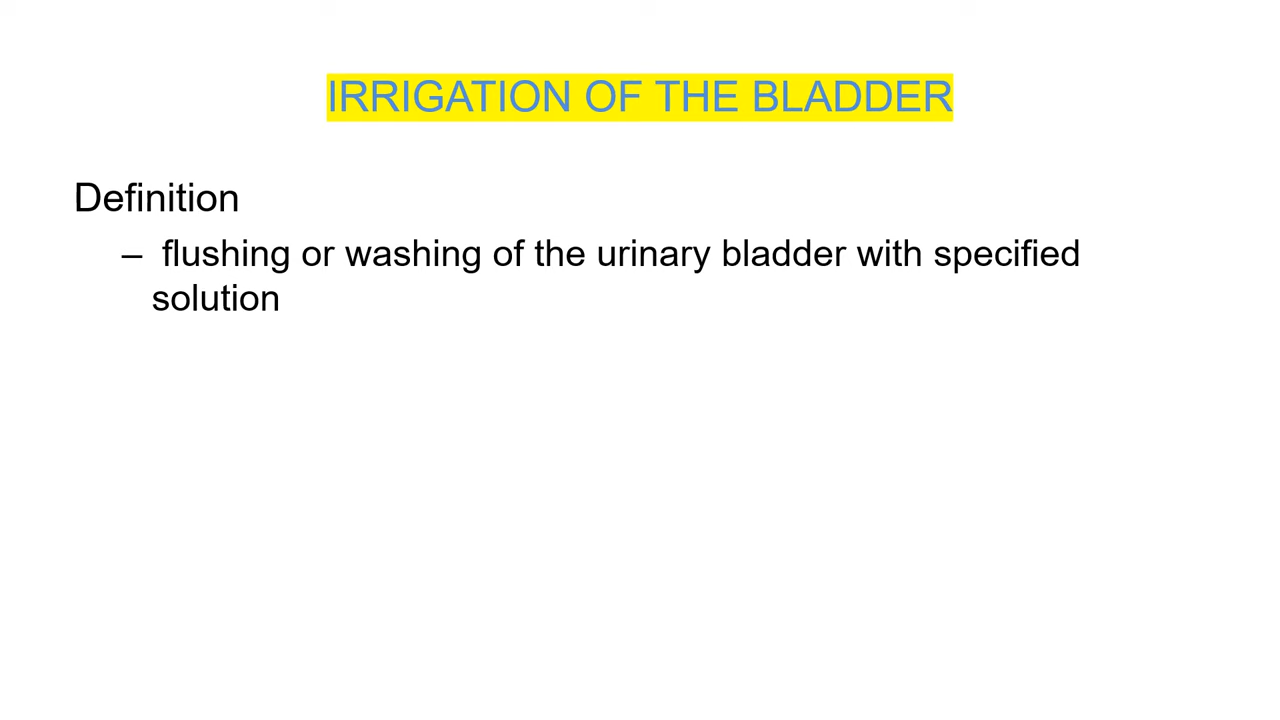 IRRIGATION OF THE BLADDER
Definition
– flushing or washing of the urinary bladder with specified
solution